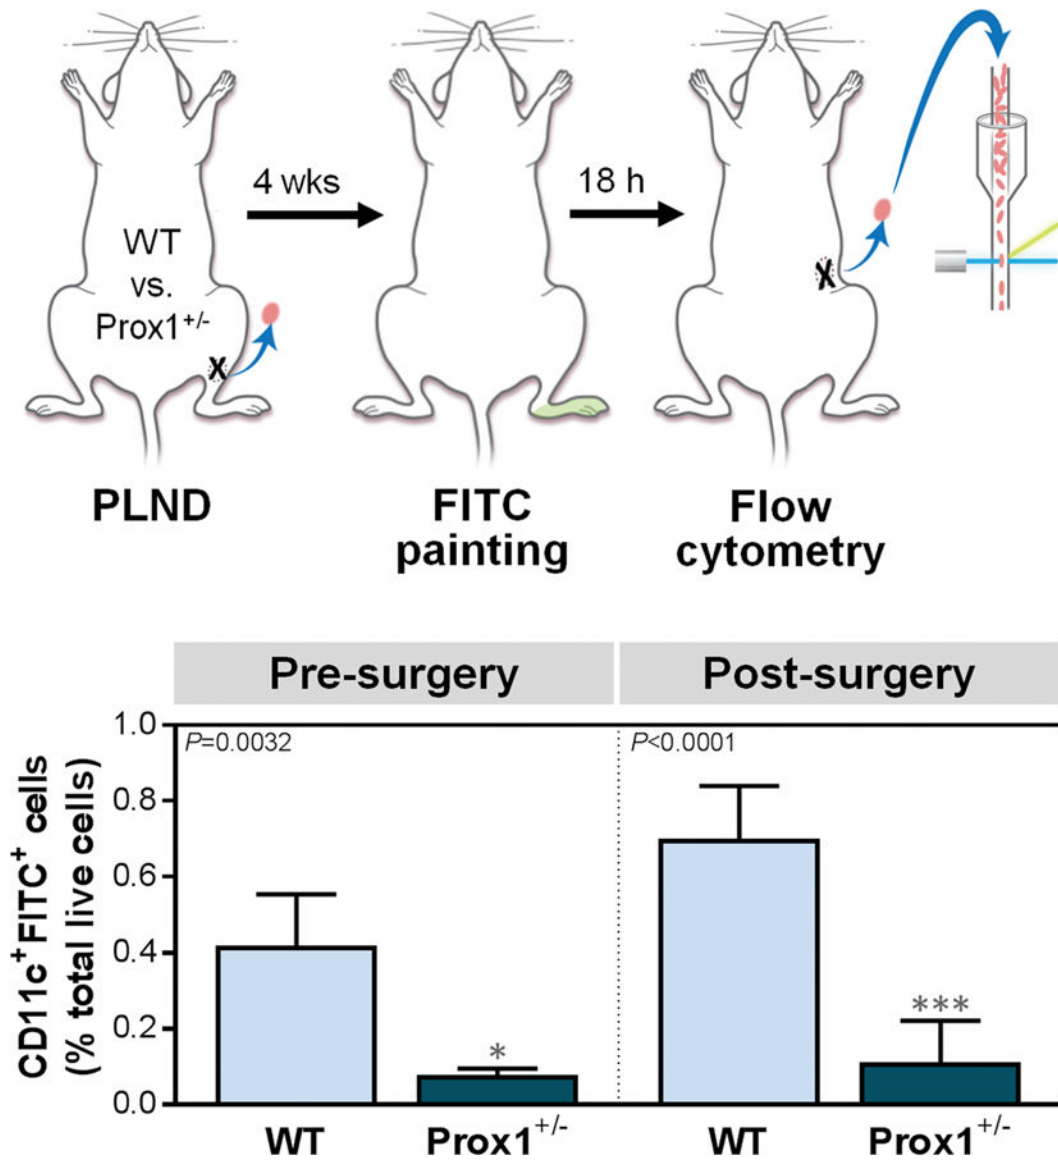 4 wks
18 h
WT
vs.
Prox1+/-
X
X
PLND
FITC
painting
Flow
cytometry
Pre-surgery
Post-surgery
CD11c+FITC+ cells
(% total live cells)
1.0
0.8
0.6
0.4
0.2
0.0
P=0.0032
P<0.0001
*
***
WT
Prox1+/-
WT
Prox1+/-